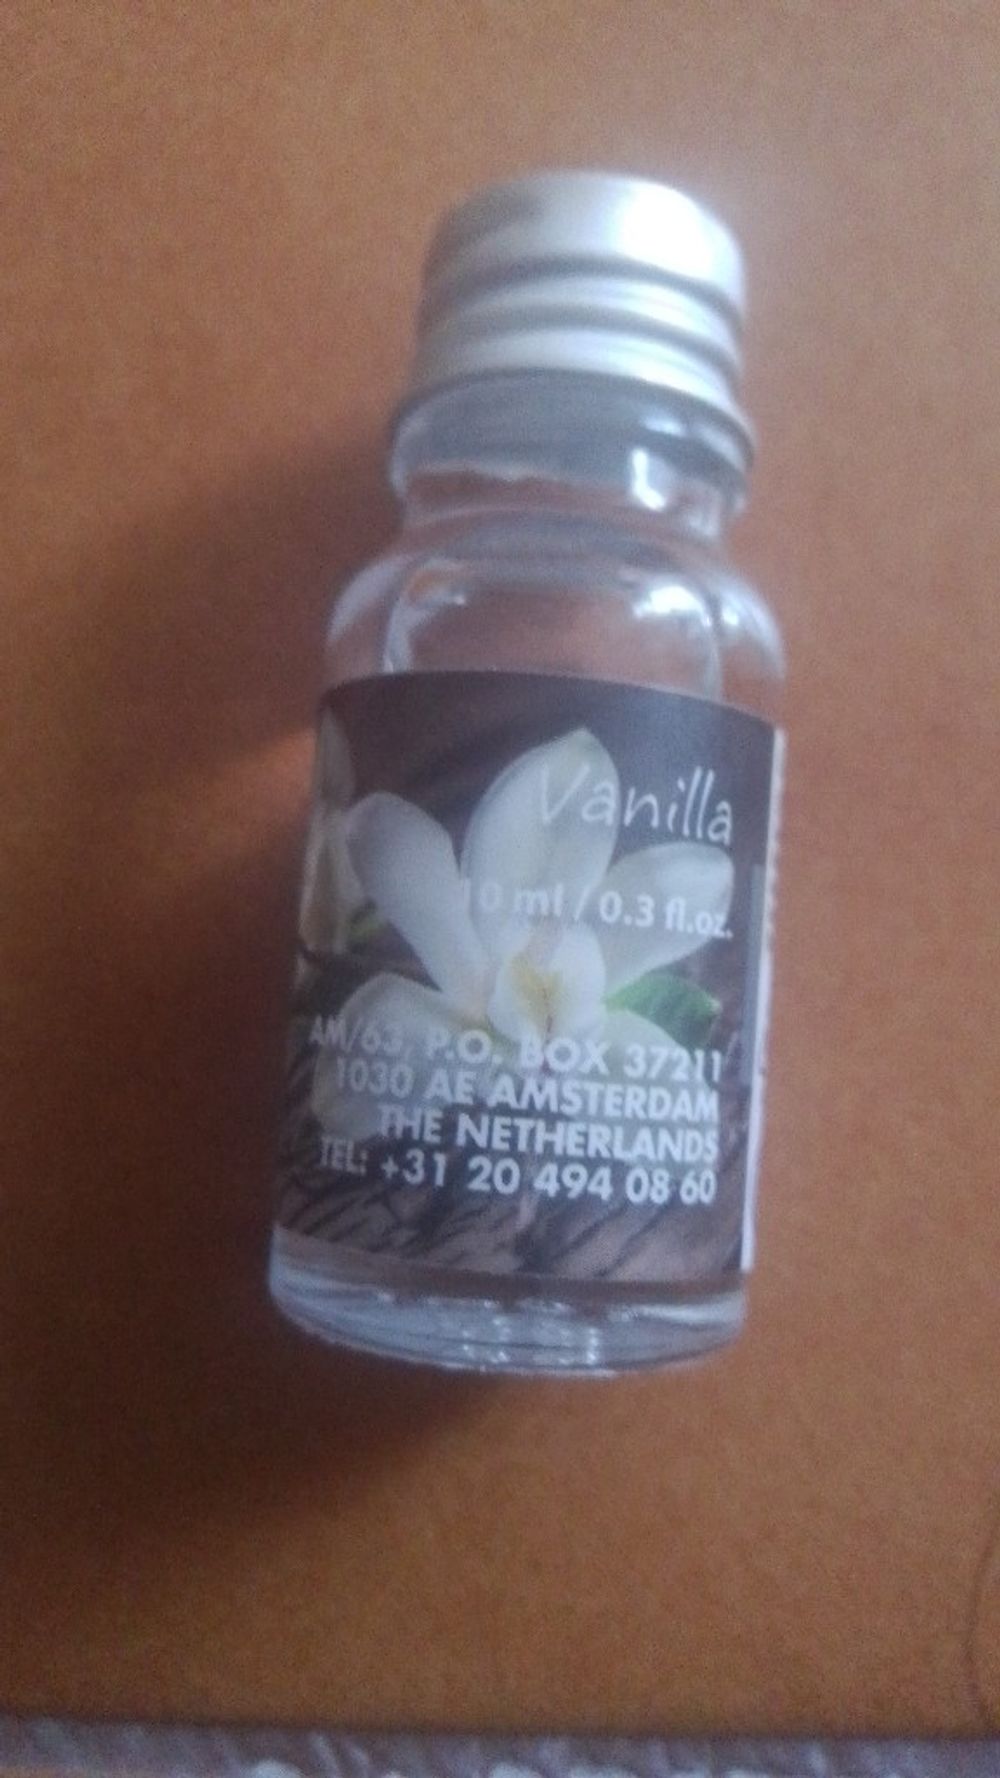 Vanilla
10 ml / 0.3 fl.oz.
AM/63, P.O. BOX 37211
1030 AE AMSTERDAM
THE NETHERLANDS
TEL: +31 20 494 08 60